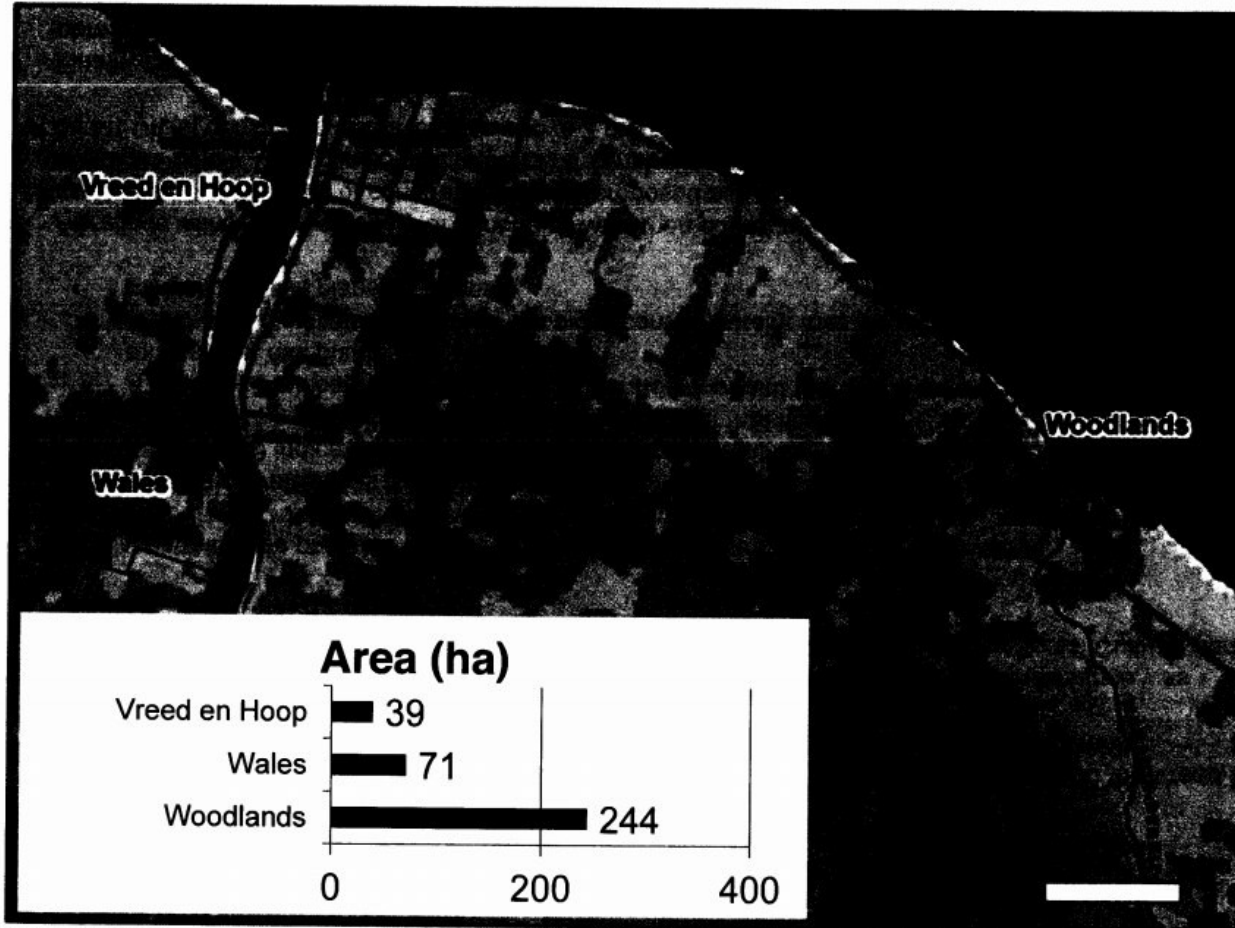 Vreed en Hoop
Woodlands
Wales
Area (ha)
Vreed en Hoop 39
Wales 71
Woodlands 244
0 200 400